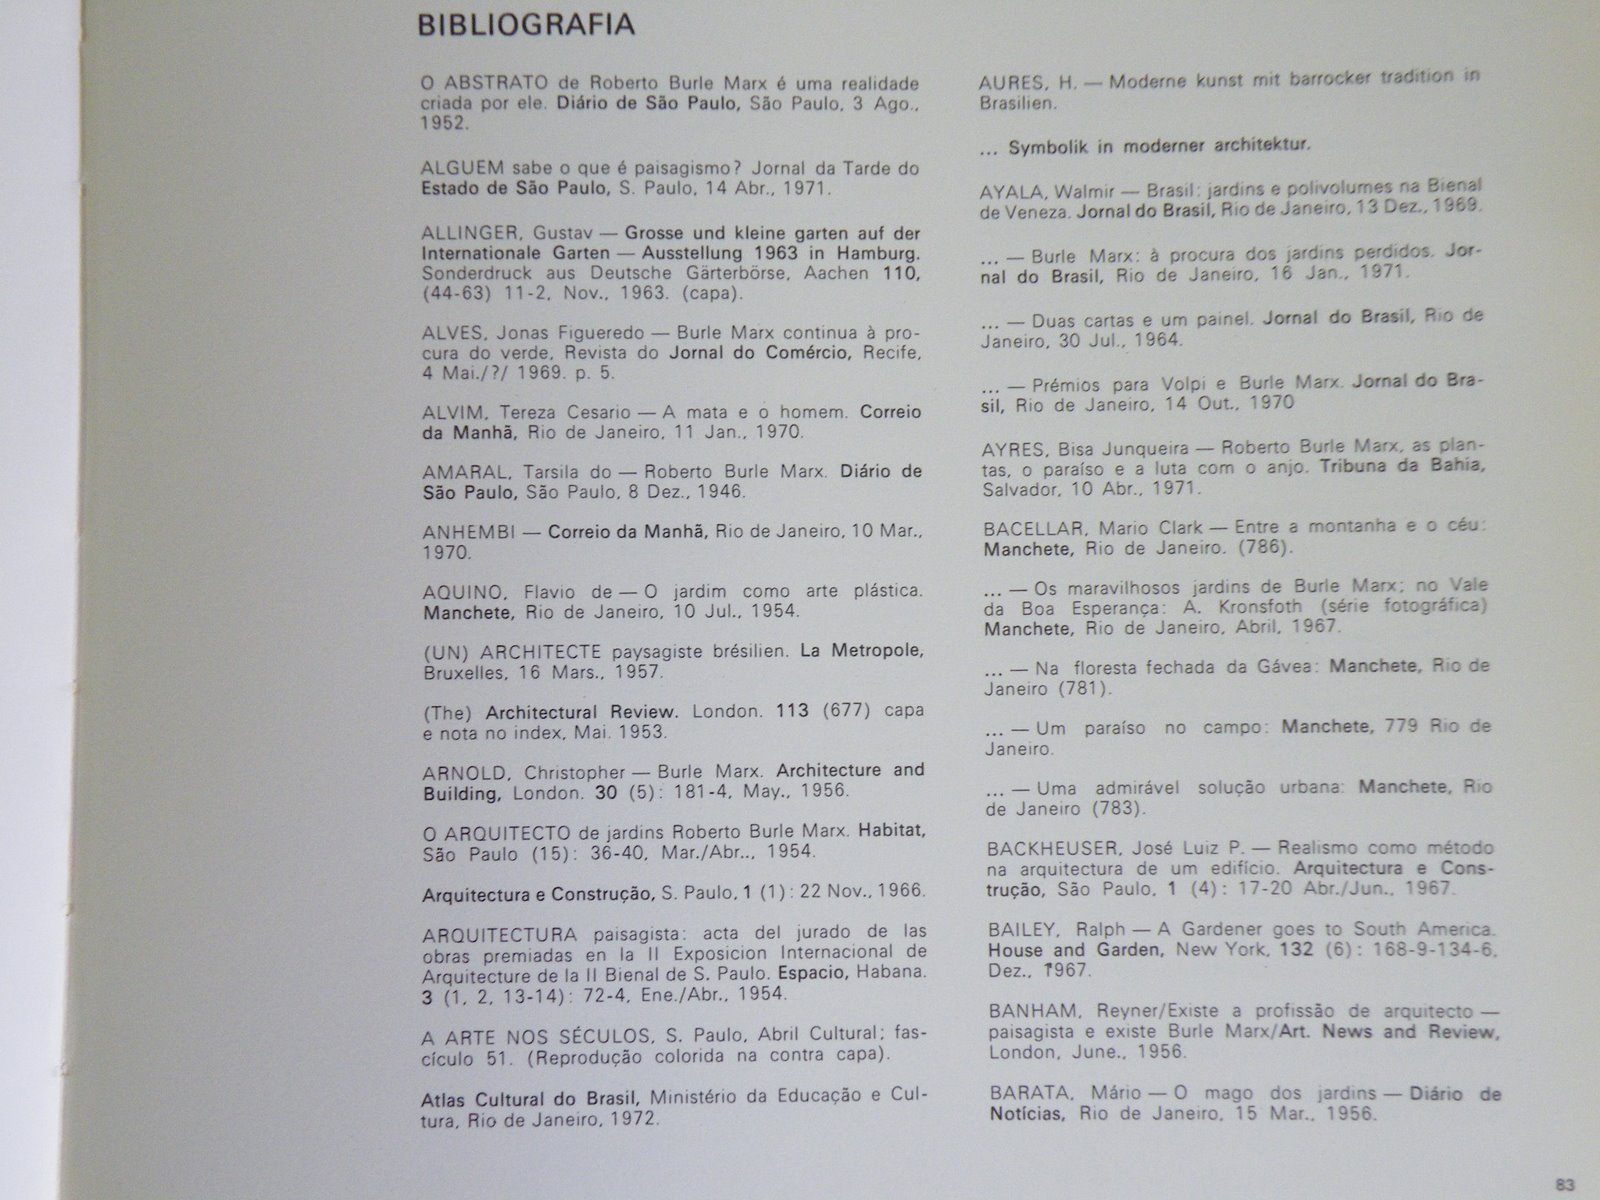 BIBLIOGRAFIA
O ABSTRATO de Roberto Burle Marx é uma realidade
criada por ele. Diário de São Paulo, São Paulo, 3 Ago.,
1952.
ALGUEM sabe o que é paisagismo? Jornal da Tarde do
Estado de São Paulo, S. Paulo, 14 Abr., 1971.
ALLINGER, Gustav — Grosse und kleine garten auf der
Internationale Garten — Ausstellung 1963 in Hamburg.
Sonderdruck aus Deutsche Gärterbörse, Aachen 110,
(44-63) 11-2, Nov., 1963. (capa).
ALVES, Jonas Figueredo — Burle Marx continua à pro-
cura do verde, Revista do Jornal do Comércio, Recife,
4 Mai./?/ 1969. p. 5.
ALVIM, Tereza Cesario — A mata e o homem. Correio
da Manhã, Rio de Janeiro, 11 Jan., 1970.
AMARAL, Tarsila do — Roberto Burle Marx. Diário de
São Paulo, São Paulo, 8 Dez., 1946.
ANHEMBI — Correio da Manhã, Rio de Janeiro, 10 Mar.,
1970.
AQUINO, Flavio de — O jardim como arte plástica.
Manchete, Rio de Janeiro, 10 Jul., 1954.
(UN) ARCHITECTE paysagiste brésilien. La Metropole,
Bruxelles, 16 Mars., 1957.
(The) Architectural Review. London. 113 (677) capa
e nota no index, Mai. 1953.
ARNOLD, Christopher — Burle Marx. Architecture and
Building, London. 30 (5): 181-4, May., 1956.
O ARQUITECTO de jardins Roberto Burle Marx. Habitat,
São Paulo (15): 36-40, Mar./Abr.., 1954.
Arquitectura e Construção, S. Paulo, 1 (1): 22 Nov., 1966.
ARQUITECTURA paisagista: acta del jurado de las
obras premiadas en la II Exposicion Internacional de
Arquitecture de la II Bienal de S. Paulo. Espacio, Habana.
3 (1, 2, 13-14): 72-4, Ene./Abr., 1954.
A ARTE NOS SÉCULOS, S. Paulo, Abril Cultural; fas-
cículo 51. (Reprodução colorida na contra capa).
Atlas Cultural do Brasil, Ministério da Educação e Cul-
tura, Rio de Janeiro, 1972.
AURES, H. — Moderne kunst mit barrocker tradition in
Brasilien.
... Symbolik in moderner architektur.
AYALA, Walmir — Brasil: jardins e polivolumes na Bienal
de Veneza. Jornal do Brasil, Rio de Janeiro, 13 Dez., 1969.
... — Burle Marx: à procura dos jardins perdidos. Jor-
nal do Brasil, Rio de Janeiro, 16 Jan., 1971.
... — Duas cartas e um painel. Jornal do Brasil, Rio de
Janeiro, 30 Jul., 1964.
... — Prémios para Volpi e Burle Marx. Jornal do Bra-
sil, Rio de Janeiro, 14 Out., 1970
AYRES, Bisa Junqueira — Roberto Burle Marx, as plan-
tas, o paraíso e a luta com o anjo. Tribuna da Bahia,
Salvador, 10 Abr., 1971.
BACELLAR, Mario Clark — Entre a montanha e o céu:
Manchete, Rio de Janeiro. (786).
... — Os maravilhosos jardins de Burle Marx; no Vale
da Boa Esperança: A. Kronsfoth (série fotográfica)
Manchete, Rio de Janeiro, Abril, 1967.
... — Na floresta fechada da Gávea: Manchete, Rio de
Janeiro (781).
... — Um paraíso no campo: Manchete, 779 Rio de
Janeiro.
... — Uma admirável solução urbana: Manchete, Rio
de Janeiro (783).
BACKHEUSER, José Luiz P. — Realismo como método
na arquitectura de um edifício. Arquitectura e Cons-
trução, São Paulo, 1 (4): 17-20 Abr./Jun., 1967.
BAILEY, Ralph — A Gardener goes to South America.
House and Garden, New York, 132 (6): 168-9-134-6,
Dez., 1967.
BANHAM, Reyner/Existe a profissão de arquitecto —
paisagista e existe Burle Marx/Art. News and Review,
London, June., 1956.
BARATA, Mário — O mago dos jardins — Diário de
Notícias, Rio de Janeiro, 15 Mar., 1956.
83